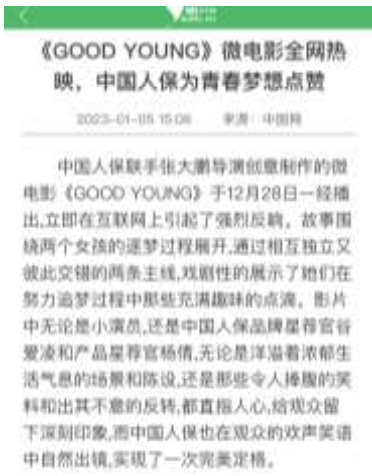 《GOOD YOUNG》微电影全网热
映，中国人保为青春梦想点赞
2023-01-05 15:06 来源：中国网
中国人保联手张大鹏导演创意制作的微
电影《GOOD YOUNG》于12月28日一经播
出,立即在互联网上引起了强烈反响。故事围
绕两个女孩的逐梦过程展开,通过相互独立又
彼此交错的两条主线,戏剧性的展示了她们在
努力追梦过程中那些充满趣味的点滴。影片
中无论是小演员,还是中国人保品牌星荐官谷
爱凌和产品星荐官杨倩,无论是洋溢着浓郁生
活气息的场景和陈设,还是那些令人捧腹的笑
料和出其不意的反转,都直指人心,给观众留
下深刻印象,而中国人保也在观众的欢声笑语
中自然出镜,实现了一次完美定格。